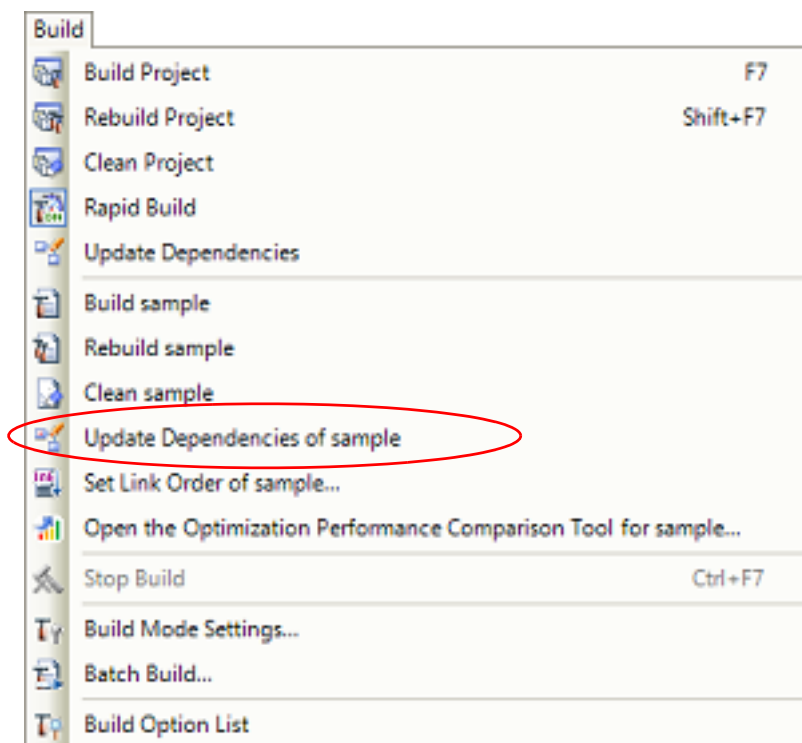 Build
Build Project F7
Rebuild Project Shift+F7
Clean Project
Rapid Build
Update Dependencies
Build sample
Rebuild sample
Clean sample
Update Dependencies of sample
Set Link Order of sample...
Open the Optimization Performance Comparison Tool for sample...
Stop Build Ctrl+F7
Build Mode Settings...
Batch Build...
Build Option List